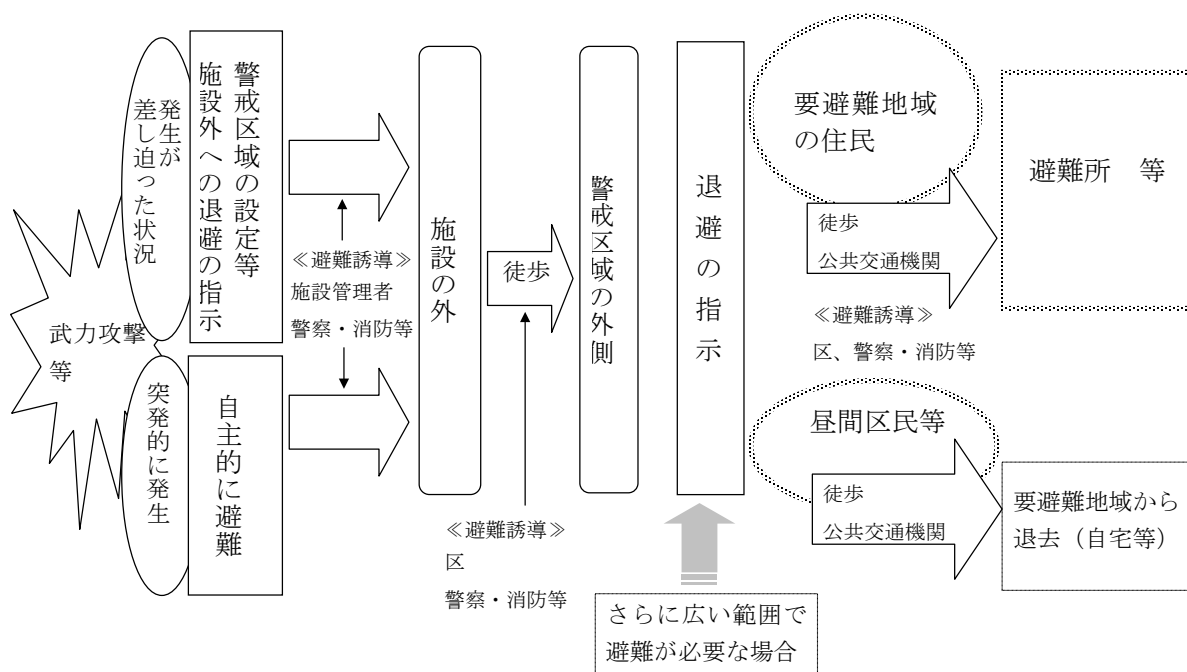 武力攻撃
等
発生が
差し迫った状況
突発的に発生
警戒区域の設定等
施設外への退避の指示
自主的に避難
≪避難誘導≫
施設管理者
警察・消防等
施設の外
徒歩
≪避難誘導≫
区
警察・消防等
警戒区域の外側
退避の指示
さらに広い範囲で
避難が必要な場合
要避難地域
の住民
徒歩
公共交通機関
≪避難誘導≫
区、警察・消防等
避難所　等
昼間区民等
徒歩
公共交通機関
要避難地域から
退去（自宅等）